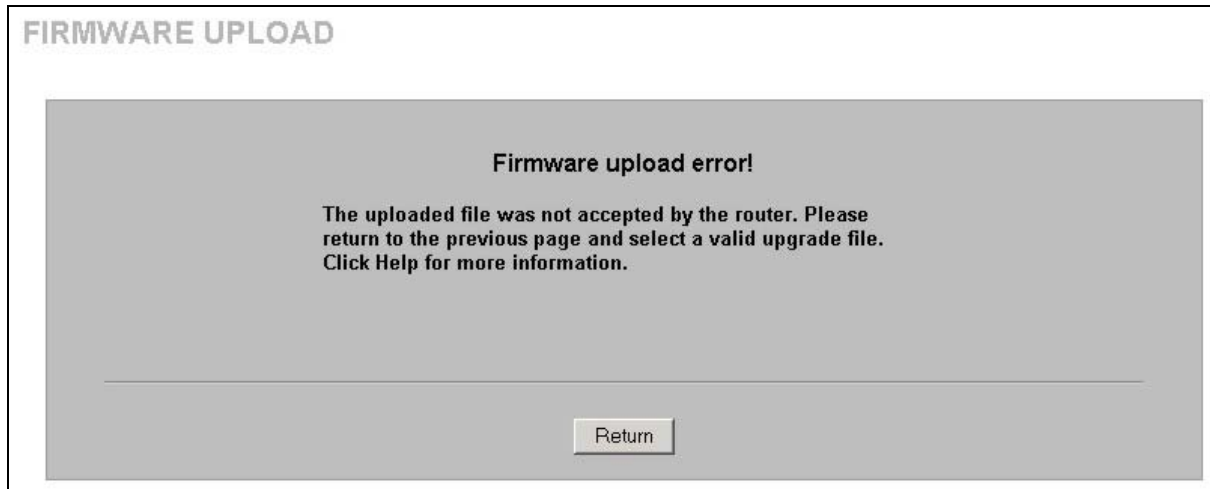 FIRMWARE UPLOAD
Firmware upload error!
The uploaded file was not accepted by the router. Please
return to the previous page and select a valid upgrade file.
Click Help for more information.
Return